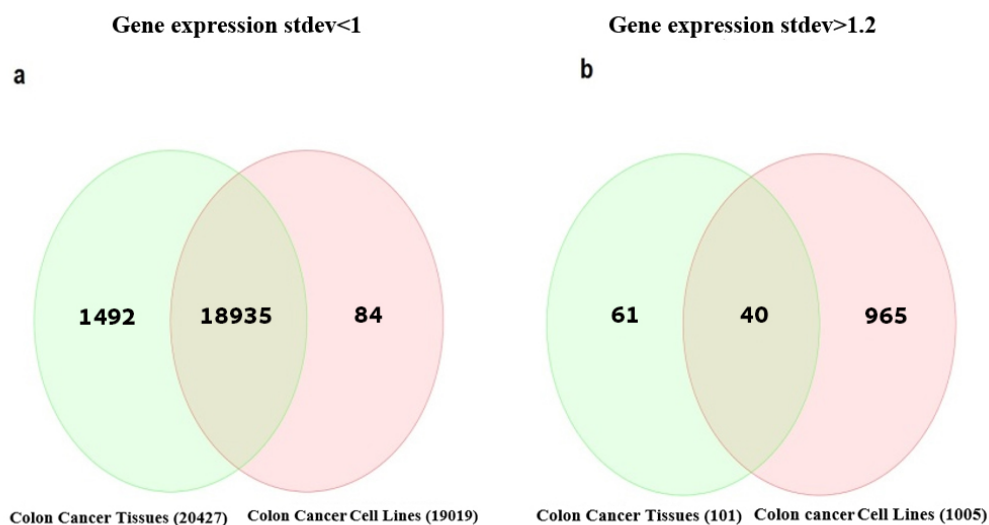 Gene expression stdev<1
Gene expression stdev>1.2
a
b
1492
18935
84
61
40
965
Colon Cancer Tissues (20427)
Colon Cancer Cell Lines (19019)
Colon Cancer Tissues (101)
Colon cancer Cell Lines (1005)